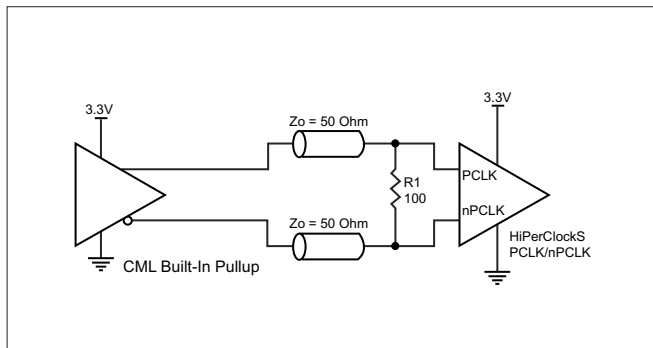 3.3V
3.3V
Zo = 50 Ohm
PCLK
R1
100
nPCLK
Zo = 50 Ohm
HiPerClockS
PCLK/nPCLK
CML Built-In Pullup